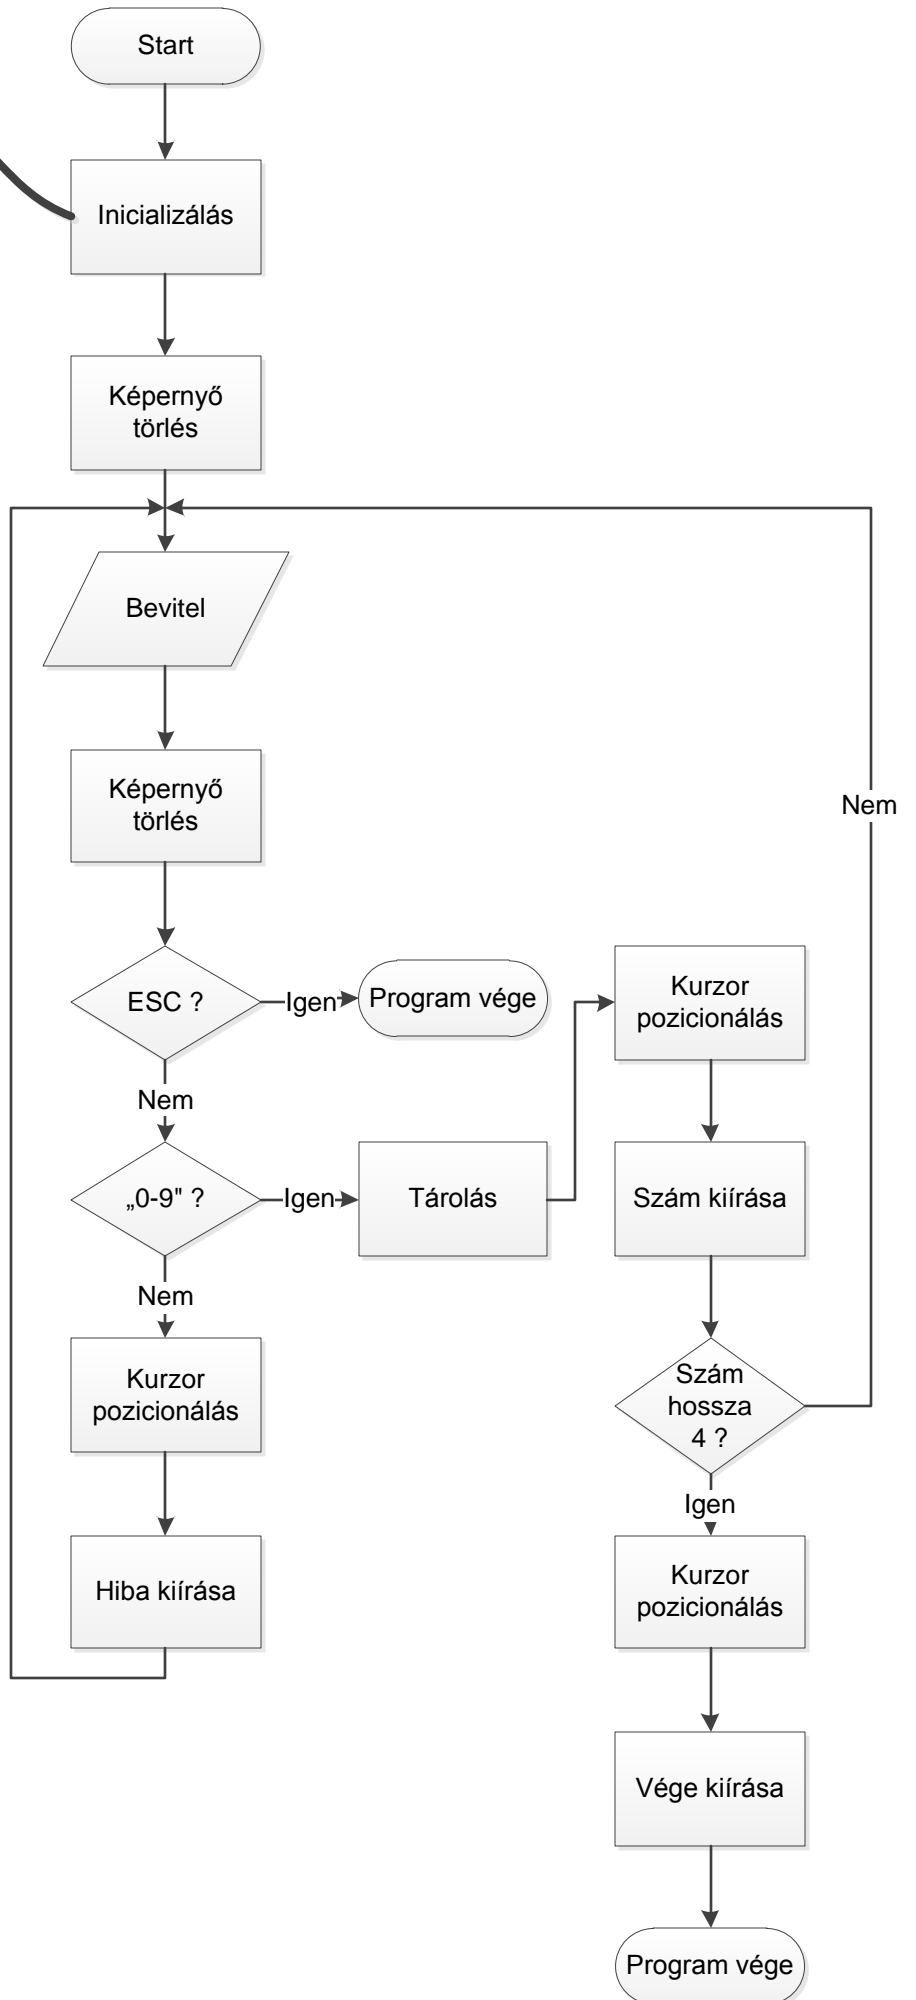 Start
Inicializálás
Képernyő
törlés
Bevitel
Képernyő
törlés
Nem
ESC ?
Igen
Program vége
Kurzor
pozicionálás
Nem
„0-9" ?
Igen
Tárolás
Szám kiírása
Nem
Kurzor
pozicionálás
Szám
hossza
4 ?
Igen
Hiba kiírása
Kurzor
pozicionálás
Vége kiírása
Program vége